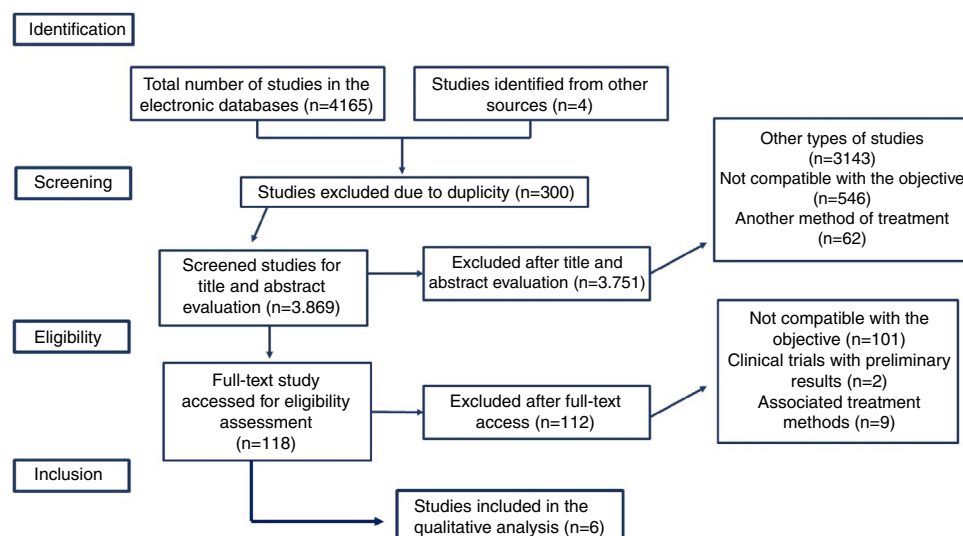 Identification
Total number of studies in the
electronic databases (n=4165)
Studies identified from other
sources (n=4)
Screening
Studies excluded due to duplicity (n=300)
Other types of studies
(n=3143)
Not compatible with the objective
(n=546)
Another method of treatment
(n=62)
Screened studies for
title and abstract
evaluation (n=3.869)
Excluded after title and
abstract evaluation (n=3.751)
Eligibility
Full-text study
accessed for eligibility
assessment
(n=118)
Excluded after full-text
access (n=112)
Not compatible with the
objective (n=101)
Clinical trials with preliminary
results (n=2)
Associated treatment
methods (n=9)
Inclusion
Studies included in the
qualitative analysis (n=6)